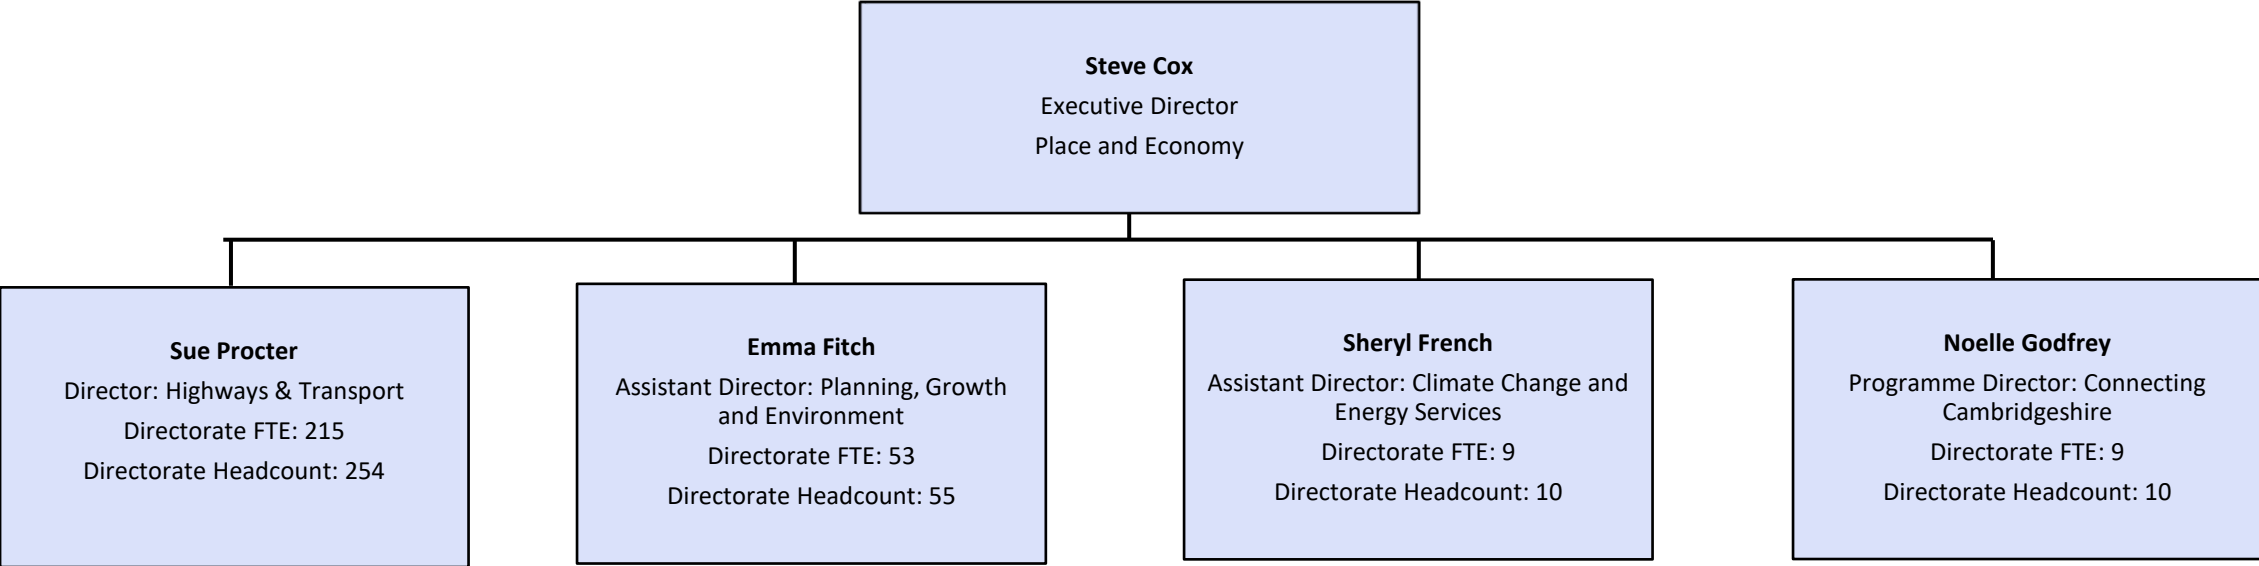 Steve Cox
Executive Director
Place and Economy
Sue Procter
Director: Highways & Transport
Directorate FTE: 215
Directorate Headcount: 254
Emma Fitch
Assistant Director: Planning, Growth
and Environment
Directorate FTE: 53
Directorate Headcount: 55
Sheryl French
Assistant Director: Climate Change and
Energy Services
Directorate FTE: 9
Directorate Headcount: 10
Noelle Godfrey
Programme Director: Connecting
Cambridgeshire
Directorate FTE: 9
Directorate Headcount: 10